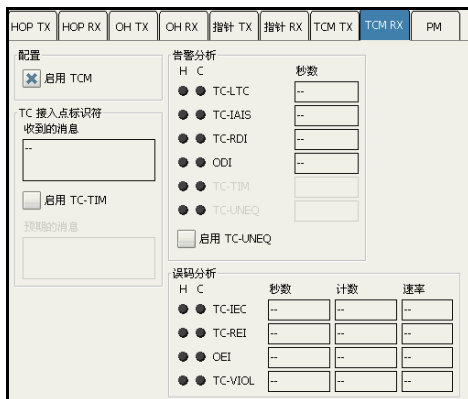 HOP TX HOP RX OH TX OH RX 指针 TX 指针 RX TCM TX TCM RX PM
配置
启用 TCM
TC 接入点标识符
收到的消息
--
启用 TC-TIM
预期的消息
告警分析
H C 秒数
TC-LTC --
TC-IAIS --
TC-RDI --
ODI --
TC-TIM
TC-UNEQ
启用 TC-UNEQ
误码分析
H C 秒数 计数 速率
TC-IEC -- -- --
TC-REI -- -- --
OEI -- -- --
TC-VIOL -- -- --